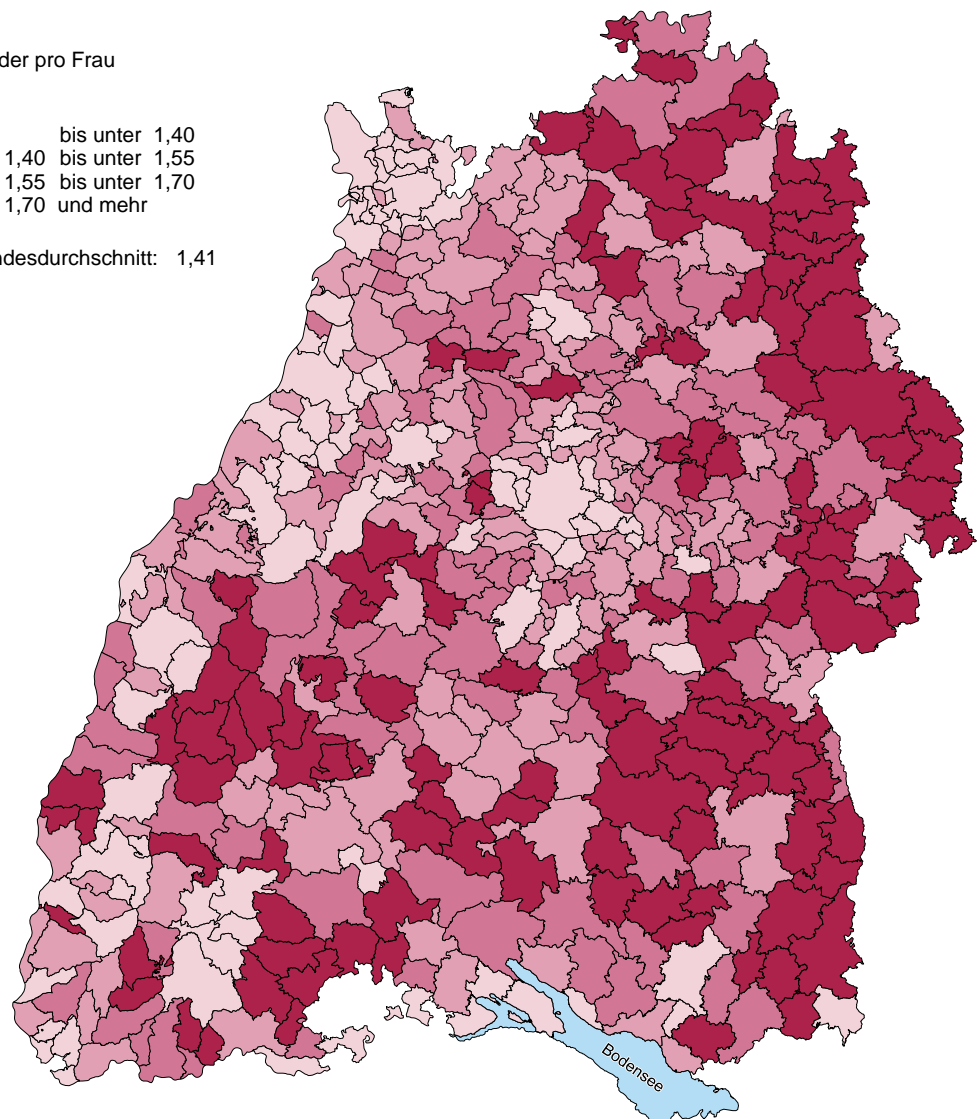 der pro Frau
bis unter 1,40
1,40 bis unter 1,55
1,55 bis unter 1,70
1,70 und mehr
ndesdurchschnitt: 1,41
Bodensee